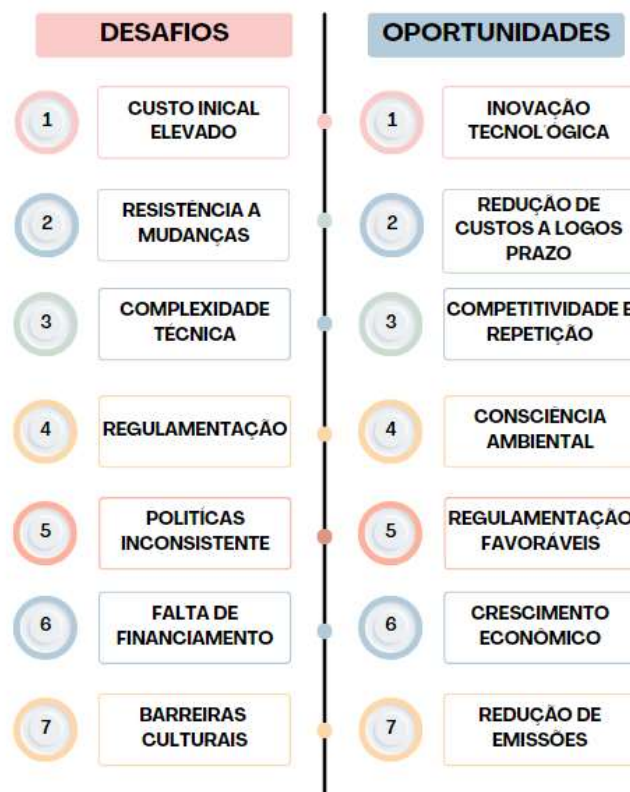 DESAFIOS
1
CUSTO INICAL
ELEVADO
2
RESISTÊNCIA A
MUDANÇAS
3
COMPLEXIDADE
TÉCNICA
4
REGULAMENTAÇÃO
5
POLITÍCAS
INCONSISTENTE
6
FALTA DE
FINANCIAMENTO
7
BARREIRAS
CULTURAIS
OPORTUNIDADES
1
INOVAÇÃO
TECNOLÓGICA
2
REDUÇÃO DE
CUSTOS A LOGOS
PRAZO
3
COMPETITIVIDADE E
REPETIÇÃO
4
CONSCIÊNCIA
AMBIENTAL
5
REGULAMENTAÇÃO
FAVORÁVEIS
6
CRESCIMENTO
ECONÔMICO
7
REDUÇÃO DE
EMISSÕES